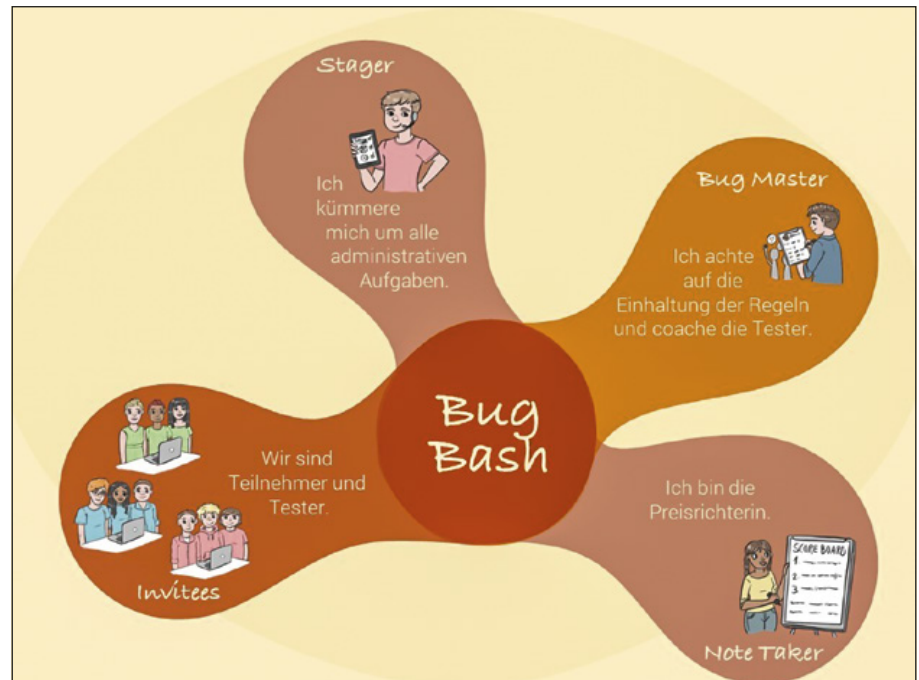 Stager
Ich
kümmere
mich um alle
administrativen
Aufgaben.
Bug Master
Ich achte
auf die
Einhaltung der Regeln
und coache die Tester.
Bug
Bash
Wir sind
Teilnehmer und
Tester.
Invitees
Ich bin die
Preisrichterin.
SCORE BOARD
1
2.
3.
Note Taker